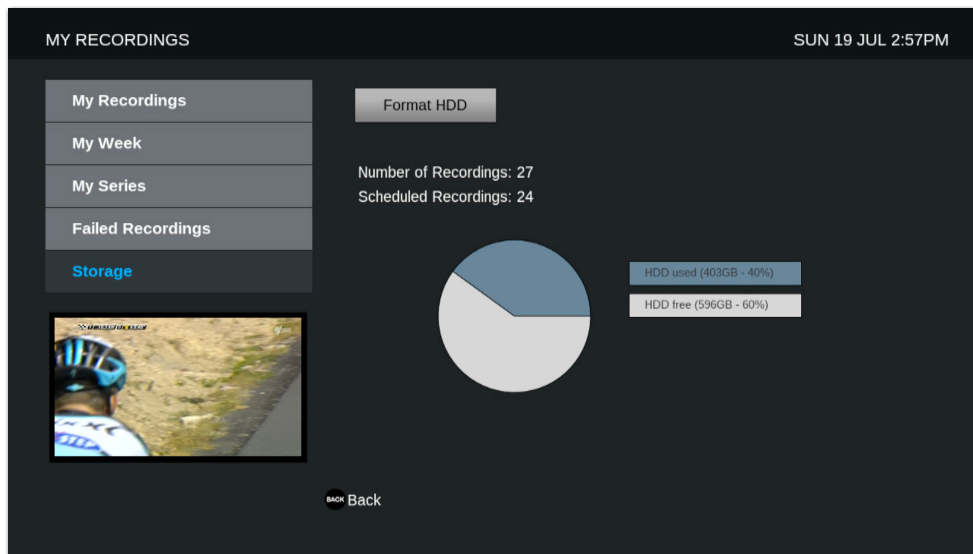 MY RECORDINGS
SUN 19 JUL 2:57PM
My Recordings
My Week
My Series
Failed Recordings
Storage
Format HDD
Number of Recordings: 27
Scheduled Recordings: 24
HDD used (403GB - 40%)
HDD free (596GB - 60%)
STEP
BACK Back